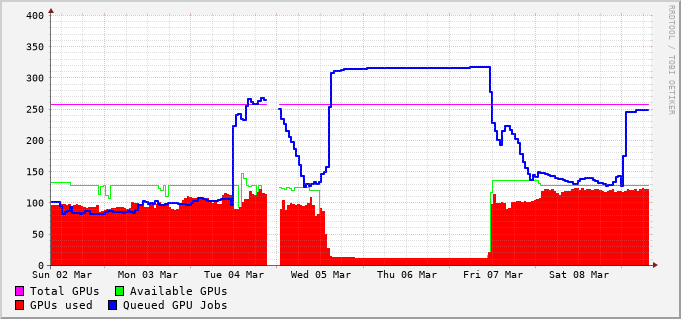 400
350
300
250
200
150
100
50
0
Sun 02 Mar Mon 03 Mar Tue 04 Mar Wed 05 Mar Thu 06 Mar Fri 07 Mar Sat 08 Mar
Total GPUs Available GPUs
GPUs used Queued GPU Jobs
RRDTOOL / TOBI OETIKER